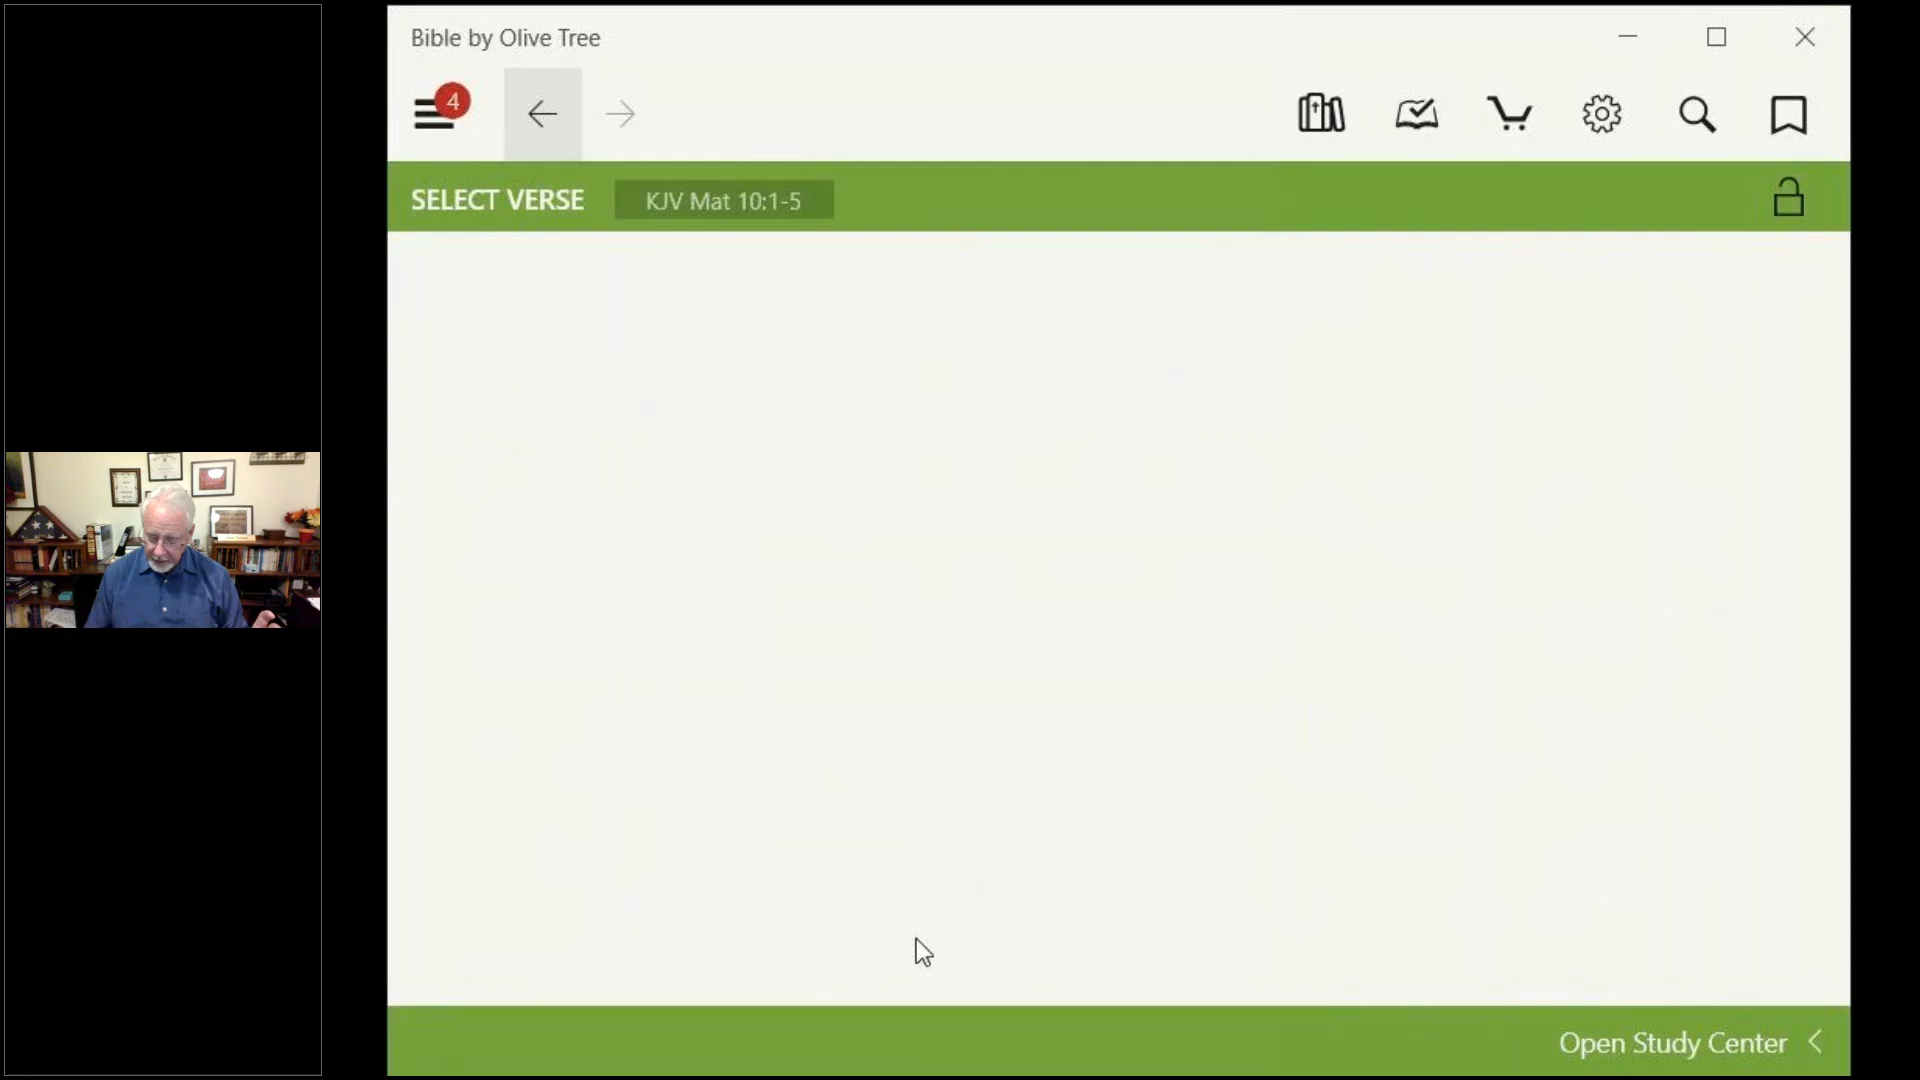 Bible by Olive Tree
4
SELECT VERSE
KJV Mat 10:1-5
Open Study Center